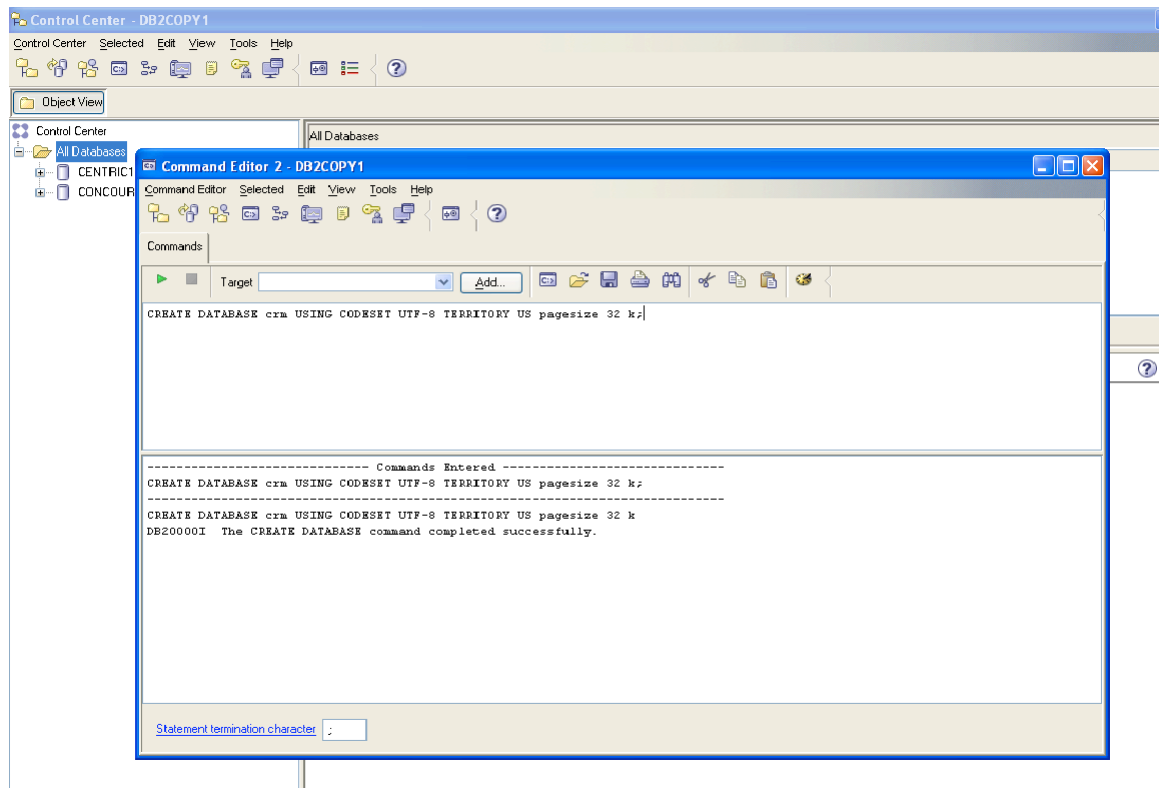 Control Center - DB2COPY1
Control Center Selected Edit View Tools Help
Object View
Control Center
All Databases
CENTRIC1
CONCOUR
All Databases
Command Editor 2 - DB2COPY1
Command Editor Selected Edit View Tools Help
Commands
Target Add...
CREATE DATABASE crm USING CODESET UTF-8 TERRITORY US pagesize 32 k;
------------------------------ Commands Entered ------------------------------
CREATE DATABASE crm USING CODESET UTF-8 TERRITORY US pagesize 32 k;
------------------------------------------------------------------------------
CREATE DATABASE crm USING CODESET UTF-8 TERRITORY US pagesize 32 k
DB20000I  The CREATE DATABASE command completed successfully.
Statement termination character ;